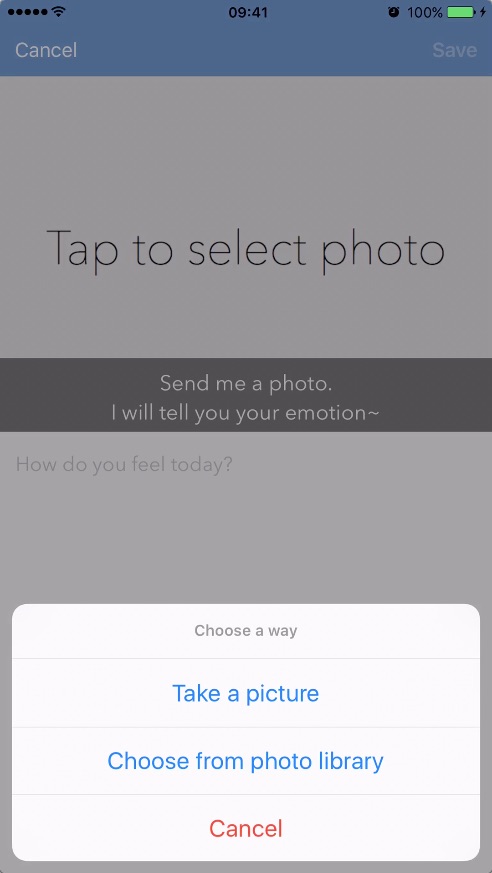 09:41
100%
Cancel
Save
Tap to select photo
Send me a photo.
I will tell you your emotion~
How do you feel today?
Choose a way
Take a picture
Choose from photo library
Cancel